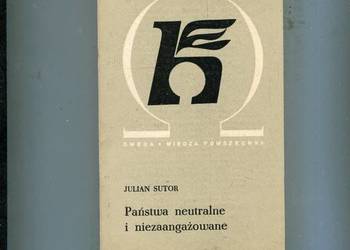 OMEGA • WIEDZA POWSZECHNA
JULIAN SUTOR
Państwa neutralne
i niezaangażowane